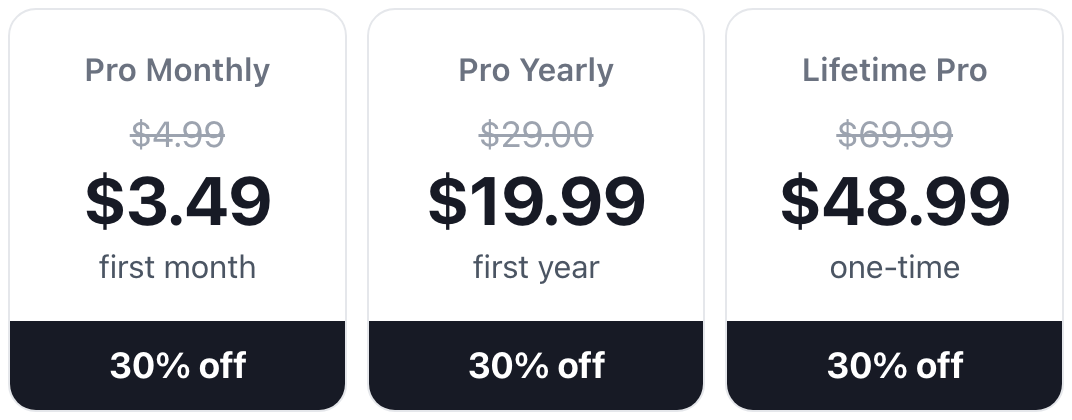 Pro Monthly
$4.99
$3.49
first month
30% off
Pro Yearly
$29.00
$19.99
first year
30% off
Lifetime Pro
$69.99
$48.99
one-time
30% off